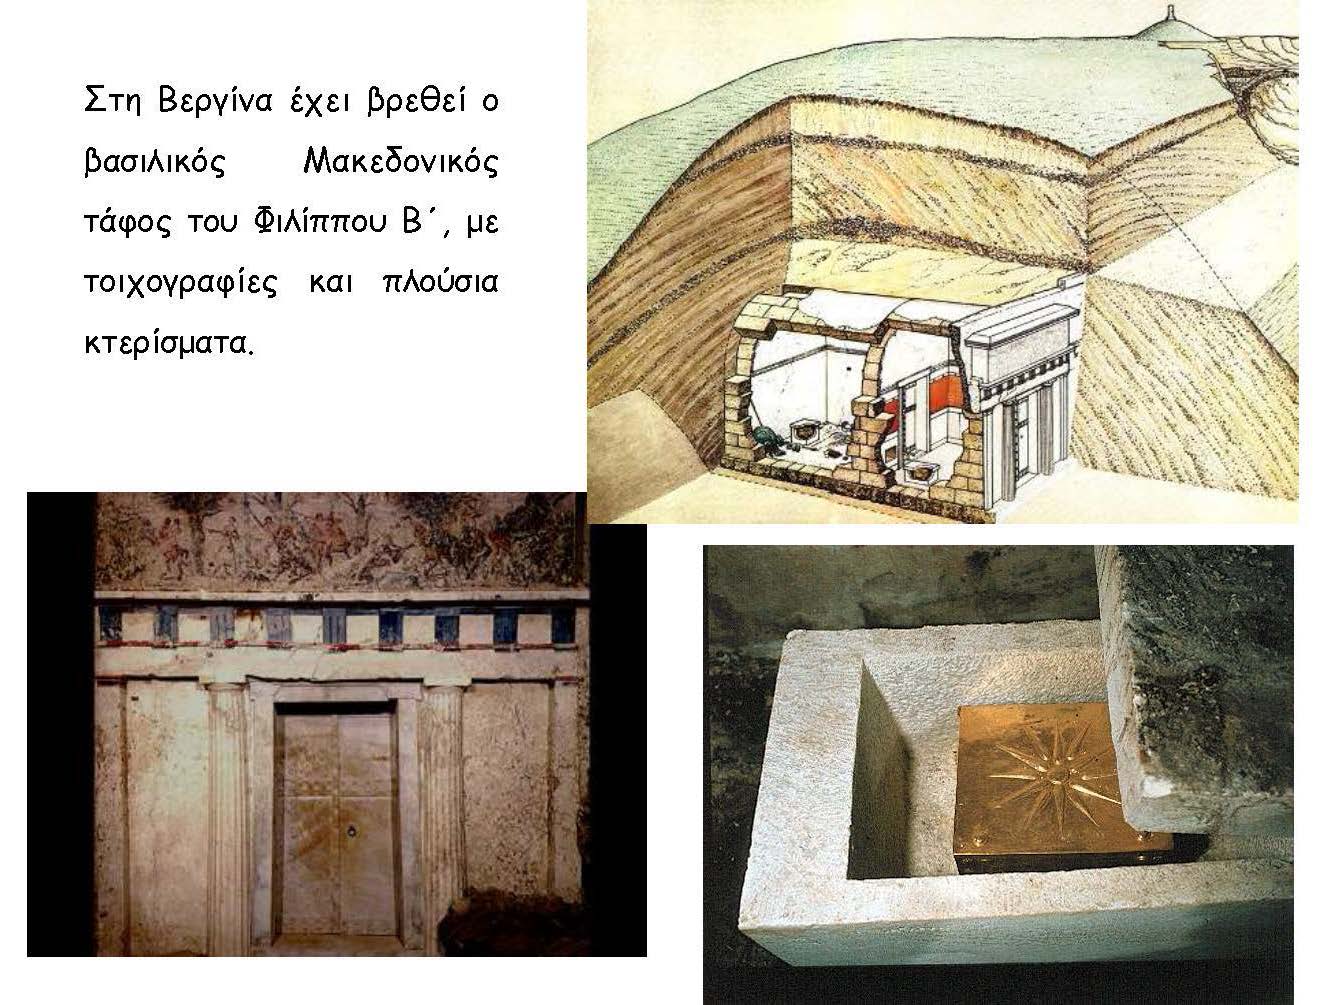 Στη Βεργίνα έχει βρεθεί ο
βασιλικός Μακεδονικός
τάφος του Φιλίππου Β΄, με
τοιχογραφίες και πλούσια
κτερίσματα.